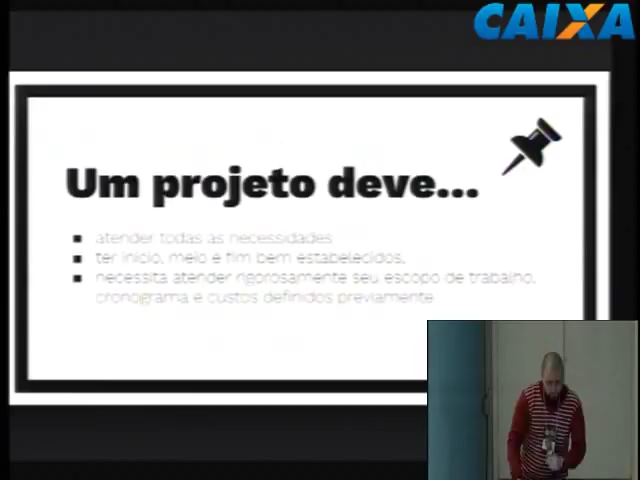 CAIXA
Um projeto deve...
atender todas as necessidades
ter início, meio e fim bem estabelecidos.
necessita atender rigorosamente seu escopo de trabalho,
cronograma e custos definidos previamente